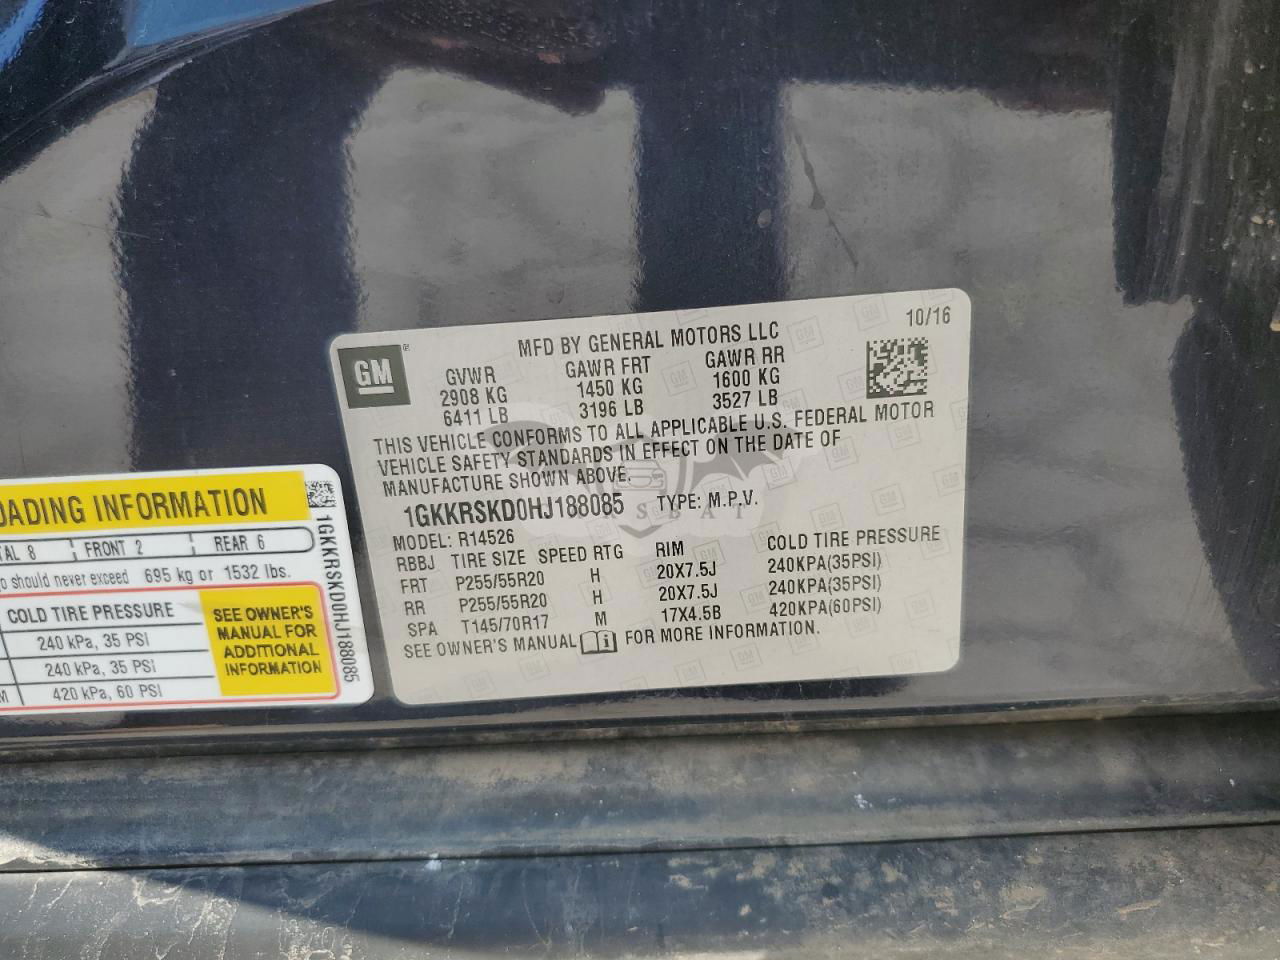 MFD BY GENERAL MOTORS LLC
10/16
GM
GVWR GAWR FRT GAWR RR
2908 KG 1450 KG 1600 KG
6411 LB 3196 LB 3527 LB
THIS VEHICLE CONFORMS TO ALL APPLICABLE U.S. FEDERAL MOTOR
VEHICLE SAFETY STANDARDS IN EFFECT ON THE DATE OF
MANUFACTURE SHOWN ABOVE.
1GKKRSKD0HJ188085 TYPE: M.P.V.
MODEL: R14526
RBBJ TIRE SIZE SPEED RTG RIM COLD TIRE PRESSURE
FRT P255/55R20 H 20X7.5J 240KPA(35PSI)
RR P255/55R20 H 20X7.5J 240KPA(35PSI)
SPA T145/70R17 M 17X4.5B 420KPA(60PSI)
SEE OWNER'S MANUAL FOR MORE INFORMATION.
INFORMATION
8 FRONT 2 REAR 6
should never exceed 695 kg or 1532 lbs.
COLD TIRE PRESSURE
240 kPa, 35 PSI
240 kPa, 35 PSI
M 420 kPa, 60 PSI
SEE OWNER'S
MANUAL FOR
ADDITIONAL
INFORMATION
1GKKRSKD0HJ188085